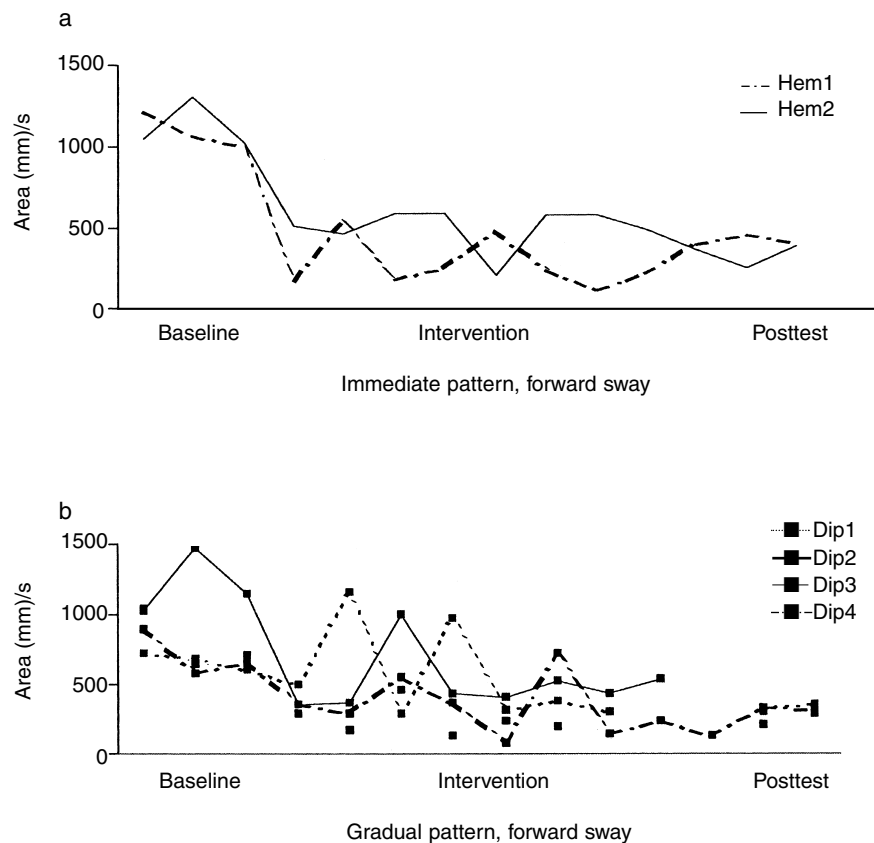 a
1500
1000
500
0
Area (mm)/s
Hem1
Hem2
Baseline Intervention Posttest
Immediate pattern, forward sway
b
1500
1000
500
0
Area (mm)/s
Dip1
Dip2
Dip3
Dip4
Baseline Intervention Posttest
Gradual pattern, forward sway